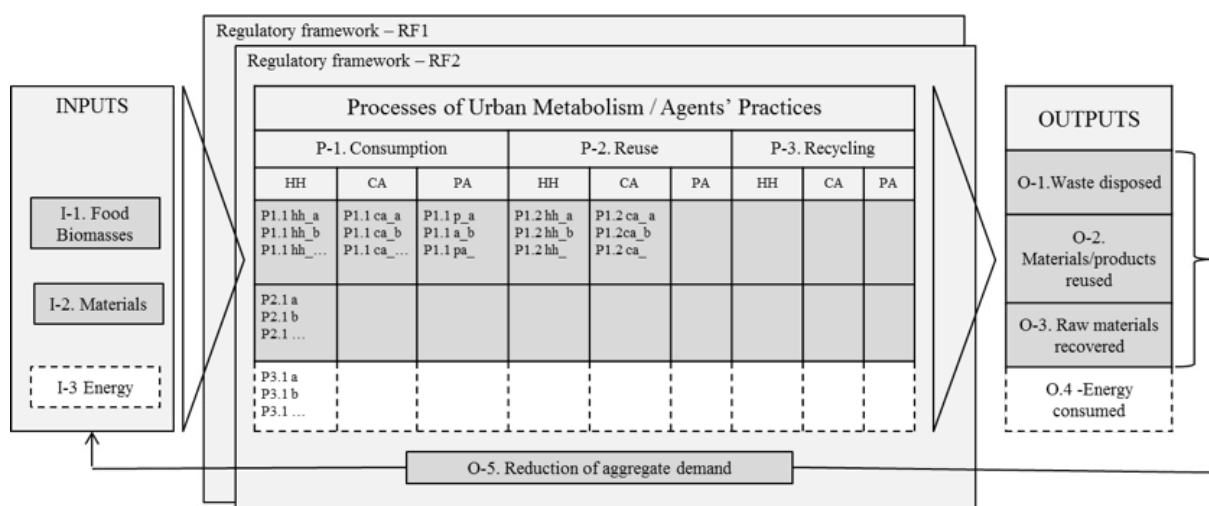 Regulatory framework – RF1
Regulatory framework – RF2
INPUTS
I-1. Food
Biomasses
I-2. Materials
I-3 Energy
Processes of Urban Metabolism / Agents’ Practices
P-1. Consumption
P-2. Reuse
P-3. Recycling
HH
CA
PA
HH
CA
PA
HH
CA
PA
P1.1 hh_a
P1.1 hh_b
P1.1 hh_…
P1.1 ca_a
P1.1 ca_b
P1.1 ca_…
P1.1 p_a
P1.1 a_b
P1.1 pa_
P1.2 hh_a
P1.2 hh_b
P1.2 hh_
P1.2 ca_a
P1.2ca_b
P1.2 ca_
P2.1 a
P2.1 b
P2.1 …
P3.1 a
P3.1 b
P3.1 …
OUTPUTS
O-1.Waste disposed
O-2.
Materials/products
reused
O-3. Raw materials
recovered
O.4 -Energy
consumed
O-5. Reduction of aggregate demand